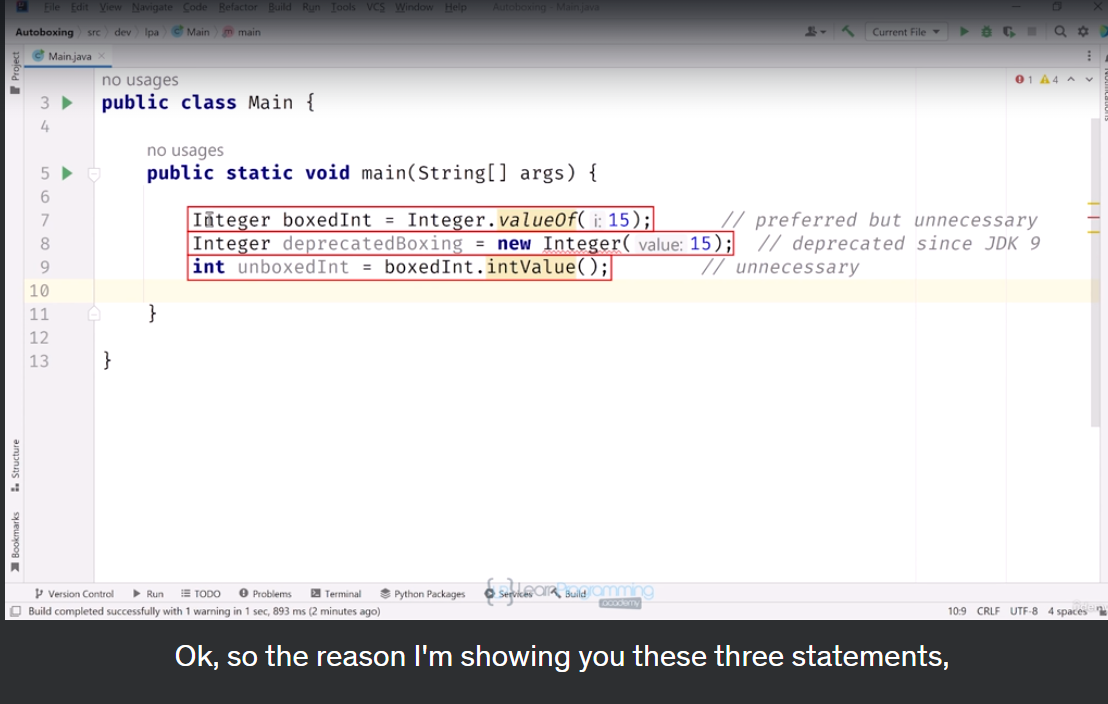 File Edit View Navigate Code Refactor Build Run Tools VCS Window Help Autoboxing - Main.java
Autoboxing src dev lpa Main main Current File
Project Main.java
no usages 1 4
3 public class Main {
4
no usages
5 public static void main(String[] args) {
6
7 Integer boxedInt = Integer.valueOf( i: 15); // preferred but unnecessary
8 Integer deprecatedBoxing = new Integer( value: 15); // deprecated since JDK 9
9 int unboxedInt = boxedInt.intValue(); // unnecessary
10
11 }
12
13 }
Structure
Bookmarks
Version Control Run TODO Problems Terminal Python Packages Services Build
LearnProgramming
academy
Build completed successfully with 1 warning in 1 sec, 893 ms (2 minutes ago) 10:9 CRLF UTF-8 4 spaces
Ok, so the reason I'm showing you these three statements,